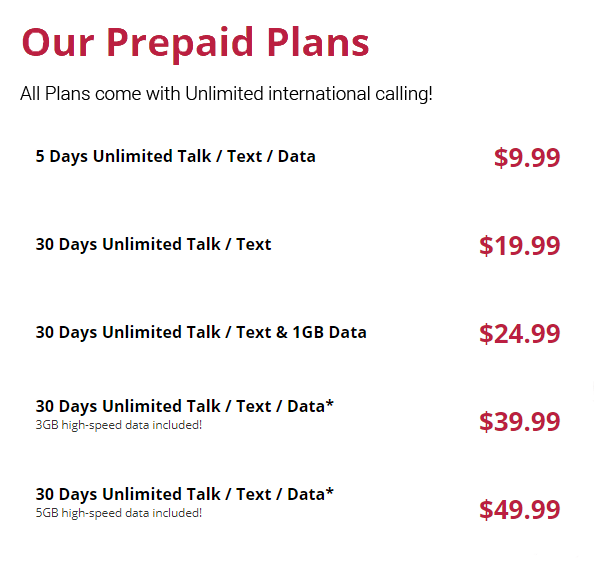 Our Prepaid Plans
All Plans come with Unlimited international calling!
5 Days Unlimited Talk / Text / Data
$9.99
30 Days Unlimited Talk / Text
$19.99
30 Days Unlimited Talk / Text & 1GB Data
$24.99
30 Days Unlimited Talk / Text / Data*
3GB high-speed data included!
$39.99
30 Days Unlimited Talk / Text / Data*
5GB high-speed data included!
$49.99